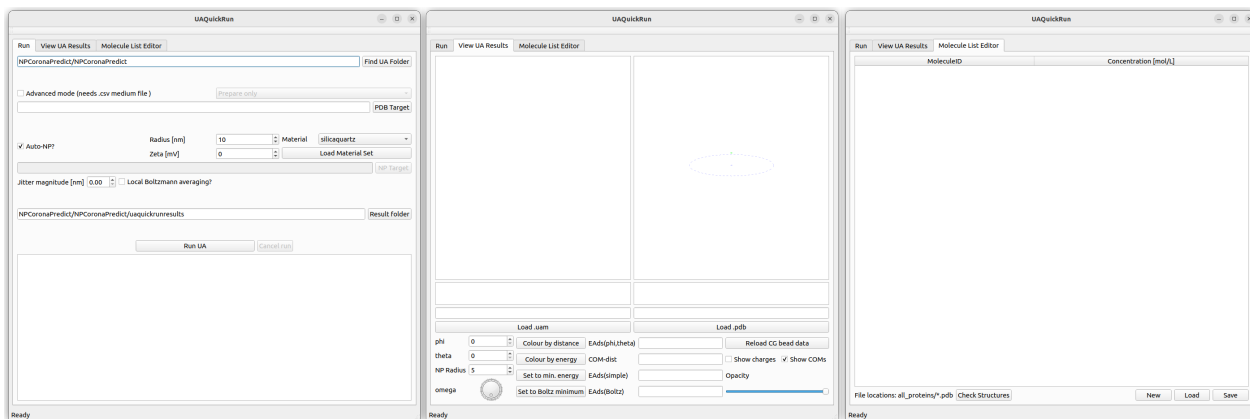 UAQuickRun
Run View UA Results Molecule List Editor
NPCoronaPredict/NPCoronaPredict Find UA Folder
Advanced mode (needs .csv medium file ) Prepare only
PDB Target
Radius [nm] 10 Material silicaquartz
Auto-NP?
Zeta [mV] 0 Load Material Set
NP Target
Jitter magnitude [nm] 0.00 Local Boltzmann averaging?
NPCoronaPredict/NPCoronaPredict/uaquickrunresults Result folder
Run UA Cancel run
Ready
UAQuickRun
Run View UA Results Molecule List Editor
Load .uam Load .pdb
phi 0 Colour by distance EAds(phi,theta) Reload CG bead data
theta 0 Colour by energy COM-dist Show charges Show COMs
NP Radius 5 Set to min. energy EAds(simple) Opacity
omega Set to Boltz minimum EAds(Boltz)
Ready
UAQuickRun
Run View UA Results Molecule List Editor
MoleculeID Concentration [mol/L]
File locations: all_proteins/*.pdb Check Structures New Load Save
Ready